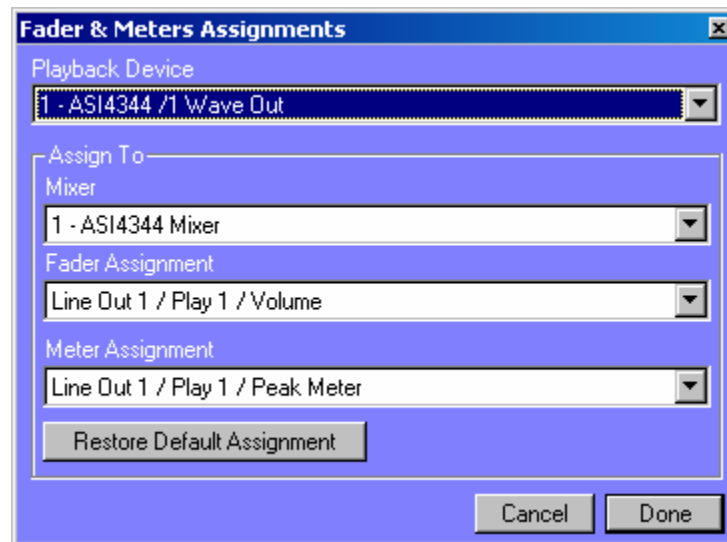 Fader & Meters Assignments
Playback Device
1 - ASI4344 /1 Wave Out
Assign To
Mixer
1 - ASI4344 Mixer
Fader Assignment
Line Out 1 / Play 1 / Volume
Meter Assignment
Line Out 1 / Play 1 / Peak Meter
Restore Default Assignment
Cancel Done